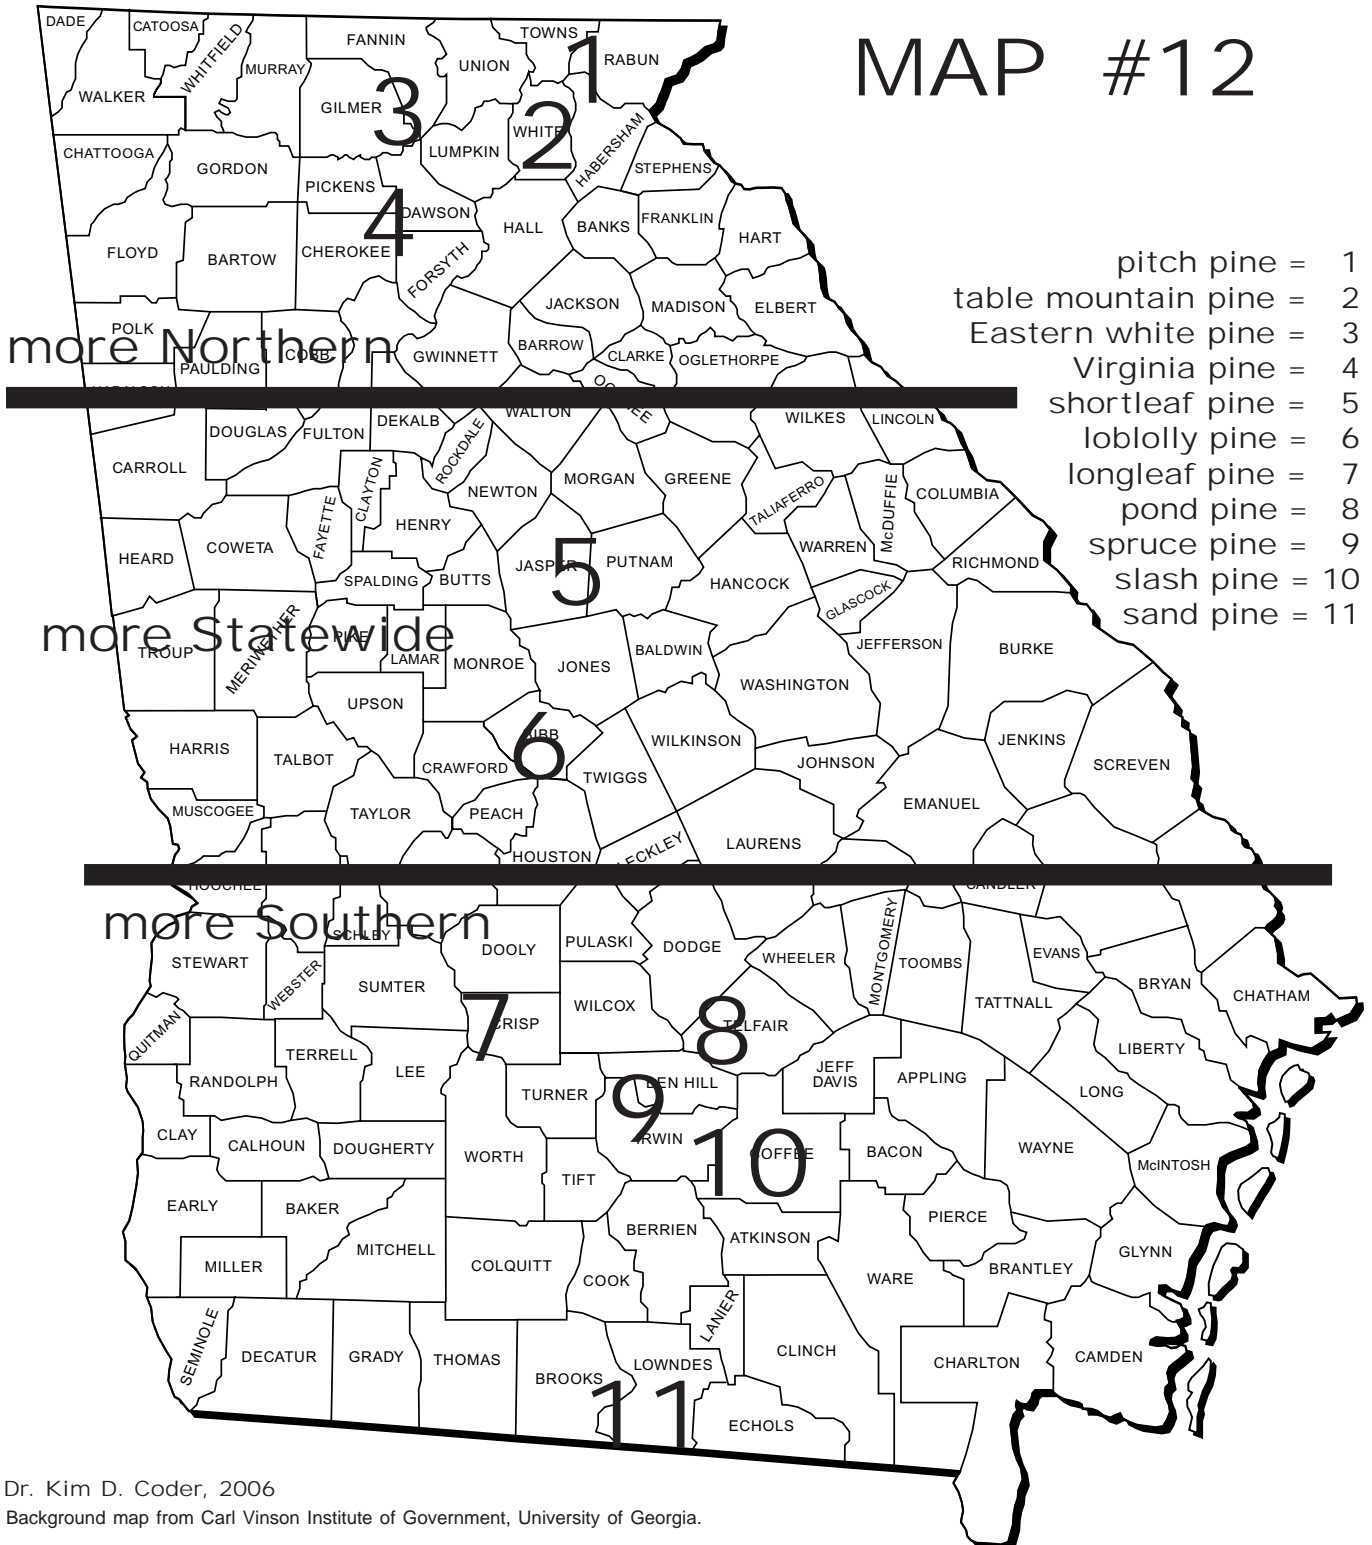 MAP #12
DADE
CATOOSA
WHITFIELD
FANNIN
TOWNS
1
RABUN
UNION
MURRAY
WALKER
GILMER
3
WHITE
2
HABERSHAM
LUMPKIN
CHATTOOGA
GORDON
STEPHENS
PICKENS
4
DAWSON
FRANKLIN
HALL
BANKS
HART
FLOYD
BARTOW
CHEROKEE
FORSYTH
JACKSON
MADISON
ELBERT
pitch pine = 1
table mountain pine = 2
Eastern white pine = 3
Virginia pine = 4
shortleaf pine = 5
loblolly pine = 6
longleaf pine = 7
pond pine = 8
spruce pine = 9
slash pine = 10
sand pine = 11
POLK
more Northern
PAULDING
COBB
GWINNETT
BARROW
CLARKE
OGLETHORPE
WALTON
WILKES
LINCOLN
DOUGLAS
FULTON
DEKALB
ROCKDALE
CARROLL
CLAYTON
NEWTON
MORGAN
GREENE
TALIAFERRO
McDUFFIE
COLUMBIA
FAYETTE
HENRY
HEARD
COWETA
SPALDING
BUTTS
JASPER
5
PUTNAM
HANCOCK
WARREN
RICHMOND
GLASCOCK
more Statewide
TROUP
MERIWETHER
PIKE
LAMAR
MONROE
JONES
BALDWIN
JEFFERSON
BURKE
WASHINGTON
UPSON
HARRIS
TALBOT
CRAWFORD
BIBB
6
TWIGGS
WILKINSON
JOHNSON
JENKINS
SCREVEN
MUSCOGEE
TAYLOR
PEACH
EMANUEL
HOUSTON
LAURENS
more Southern
SCHLEY
STEWART
WEBSTER
SUMTER
DOOLY
PULASKI
DODGE
WHEELER
MONTGOMERY
TOOMBS
EVANS
TATTNALL
BRYAN
CHATHAM
QUITMAN
7
CRISP
WILCOX
8
TELFAIR
RANDOLPH
TERRELL
LEE
TURNER
9
BEN HILL
JEFF
DAVIS
APPLING
LIBERTY
LONG
CLAY
CALHOUN
DOUGHERTY
WORTH
IRWIN
10
COFFEE
BACON
WAYNE
McINTOSH
TIFT
EARLY
BAKER
MITCHELL
BERRIEN
ATKINSON
PIERCE
MILLER
COLQUITT
COOK
WARE
BRANTLEY
GLYNN
SEMINOLE
DECATUR
GRADY
THOMAS
BROOKS
LOWNDES
LANIER
CLINCH
CHARLTON
CAMDEN
11
ECHOLS
Dr. Kim D. Coder, 2006
Background map from Carl Vinson Institute of Government, University of Georgia.